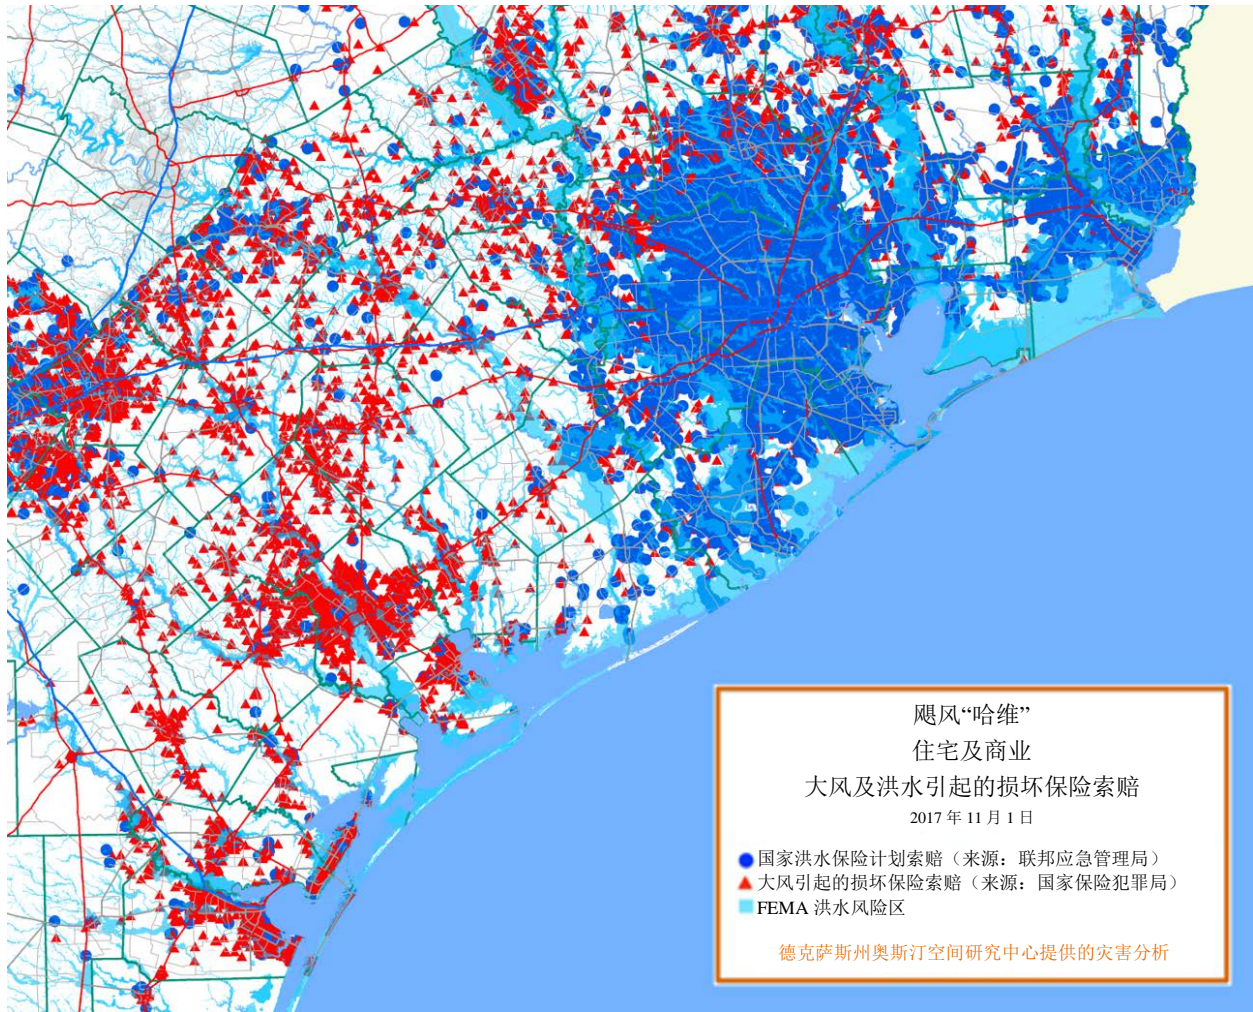 飓风“哈维”
住宅及商业
大风及洪水引起的损坏保险索赔
2017 年 11 月 1 日
国家洪水保险计划索赔（来源：联邦应急管理局）
大风引起的损坏保险索赔（来源：国家保险犯罪局）
FEMA 洪水风险区
德克萨斯州奥斯汀空间研究中心提供的灾害分析